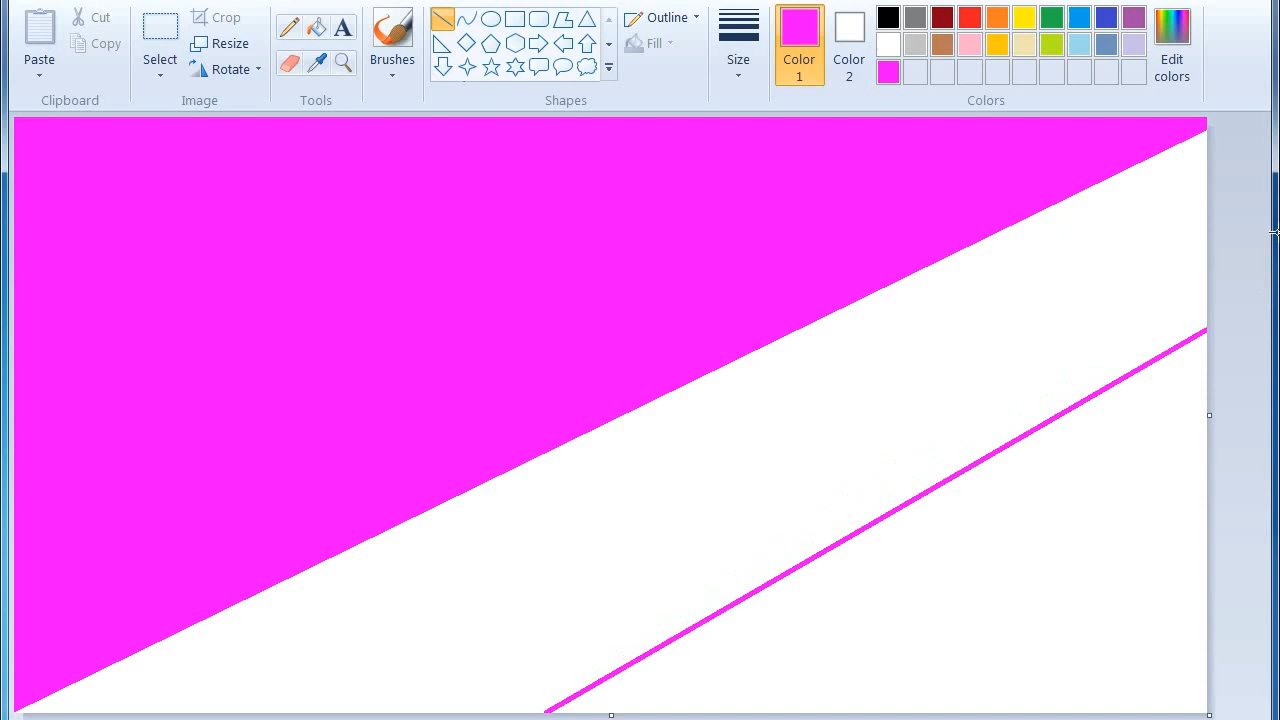 Cut
Copy
Paste
Clipboard
Crop
Resize
Rotate
Select
Image
A
Tools
Brushes
Outline
Fill
Shapes
Size
Color
1
Color
2
Edit
colors
Colors